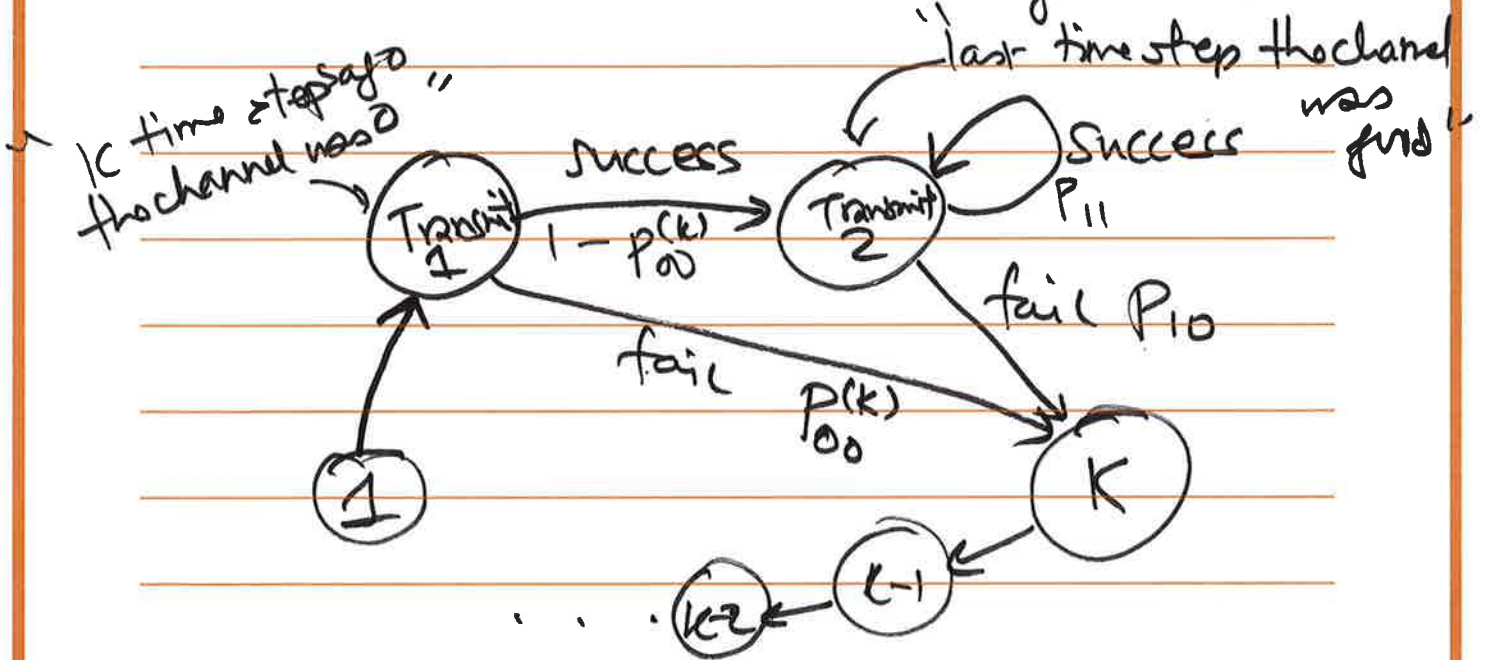 "last time step the channel
was
good"
"K time steps ago
the channel was 0"
success
Success
P11
Transmit
1
1 - P00(k)
Transmit
2
fail P10
fail
P00(k)
1
K
k-1
k-2
. . .